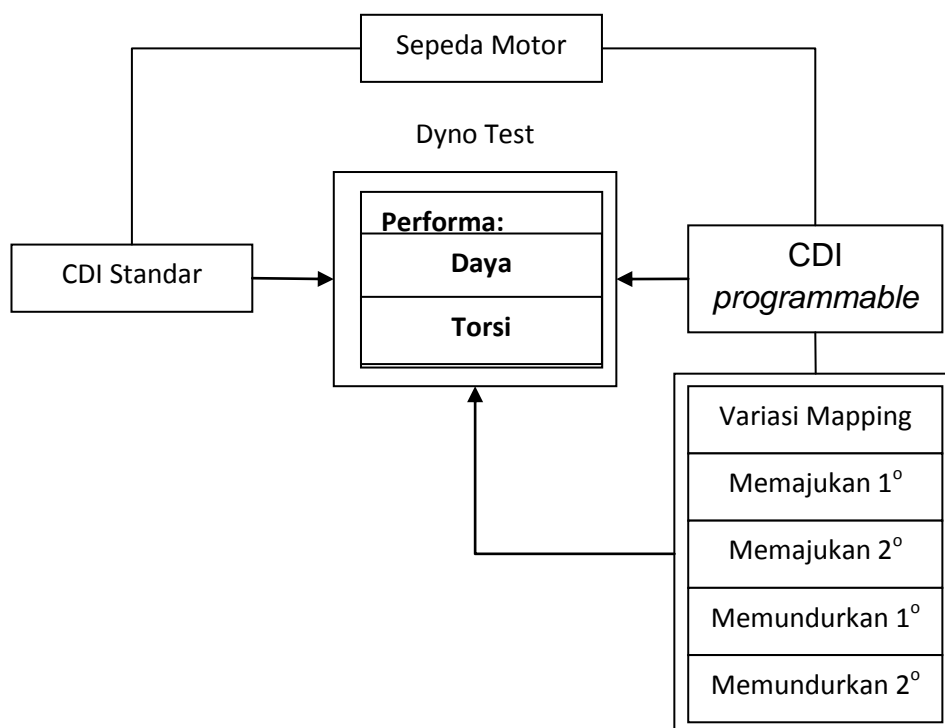 Sepeda Motor
Dyno Test
Performa:
Daya
Torsi
CDI Standar
CDI
programmable
Variasi Mapping
Memajukan 1°
Memajukan 2°
Memundurkan 1°
Memundurkan 2°